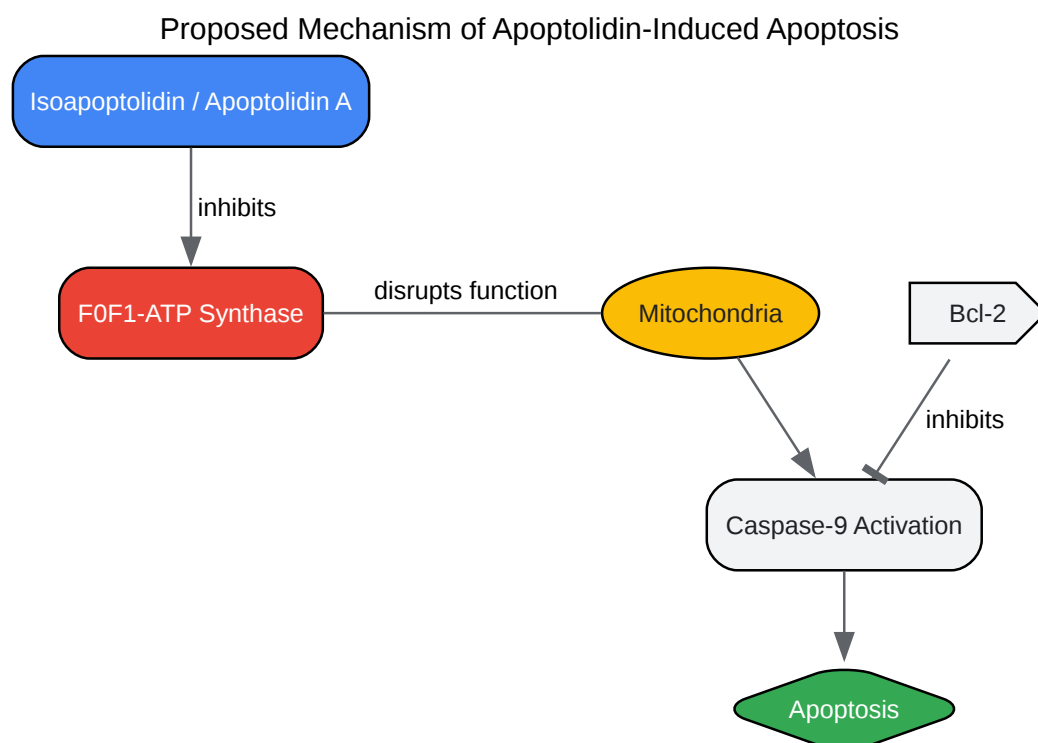 Proposed Mechanism of Apoptolidin-Induced Apoptosis
Isoapoptolidin / Apoptolidin A
inhibits
F0F1-ATP Synthase
disrupts function
Mitochondria
Bcl-2
inhibits
Caspase-9 Activation
Apoptosis